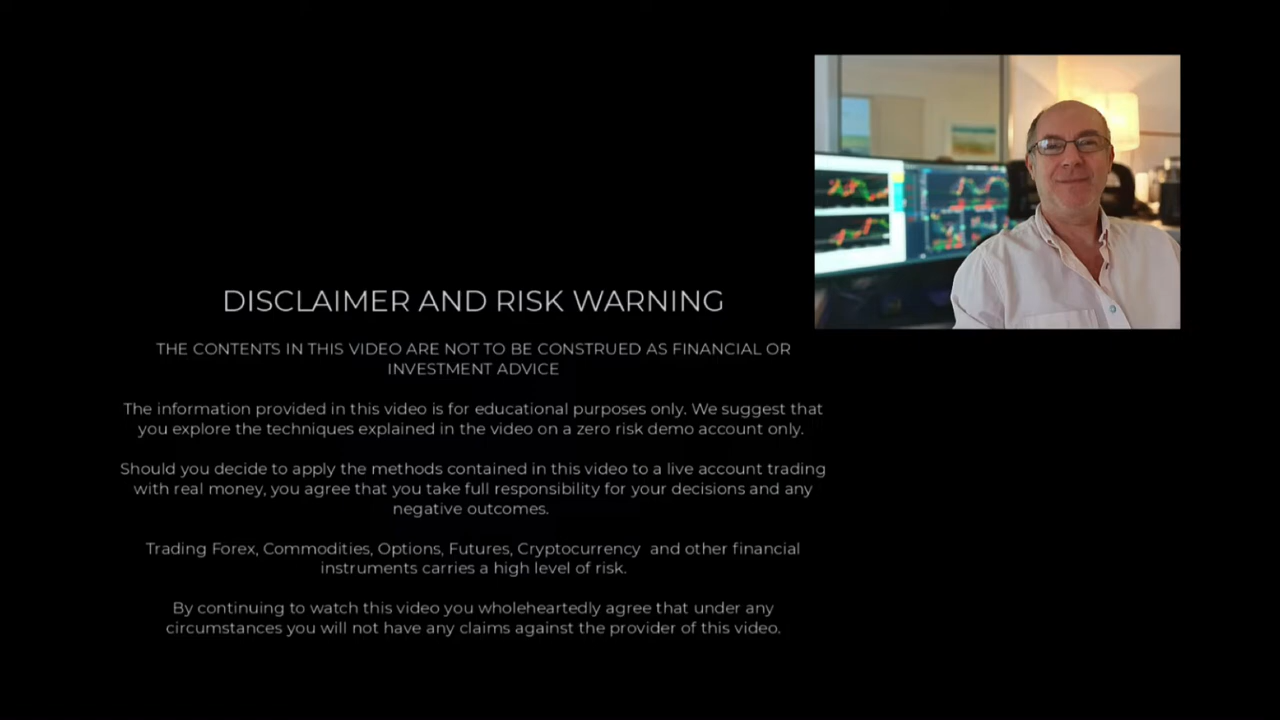 DISCLAIMER AND RISK WARNING
THE CONTENTS IN THIS VIDEO ARE NOT TO BE CONSTRUED AS FINANCIAL OR
INVESTMENT ADVICE
The information provided in this video is for educational purposes only. We suggest that
you explore the techniques explained in the video on a zero risk demo account only.
Should you decide to apply the methods contained in this video to a live account trading
with real money, you agree that you take full responsibility for your decisions and any
negative outcomes.
Trading Forex, Commodities, Options, Futures, Cryptocurrency  and other financial
instruments carries a high level of risk.
By continuing to watch this video you wholeheartedly agree that under any
circumstances you will not have any claims against the provider of this video.